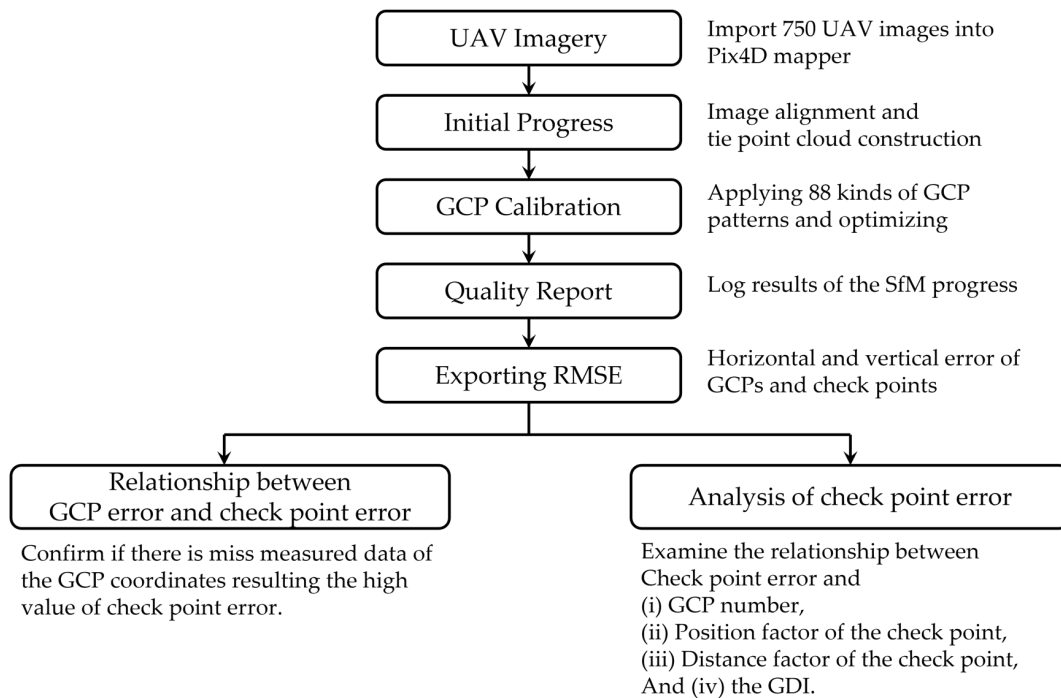 UAV Imagery
Import 750 UAV images into
Pix4D mapper
Initial Progress
Image alignment and
tie point cloud construction
GCP Calibration
Applying 88 kinds of GCP
patterns and optimizing
Quality Report
Log results of the SfM progress
Exporting RMSE
Horizontal and vertical error of
GCPs and check points
Relationship between
GCP error and check point error
Confirm if there is miss measured data of
the GCP coordinates resulting the high
value of check point error.
Analysis of check point error
Examine the relationship between
Check point error and
(i) GCP number,
(ii) Position factor of the check point,
(iii) Distance factor of the check point,
And (iv) the GDI.